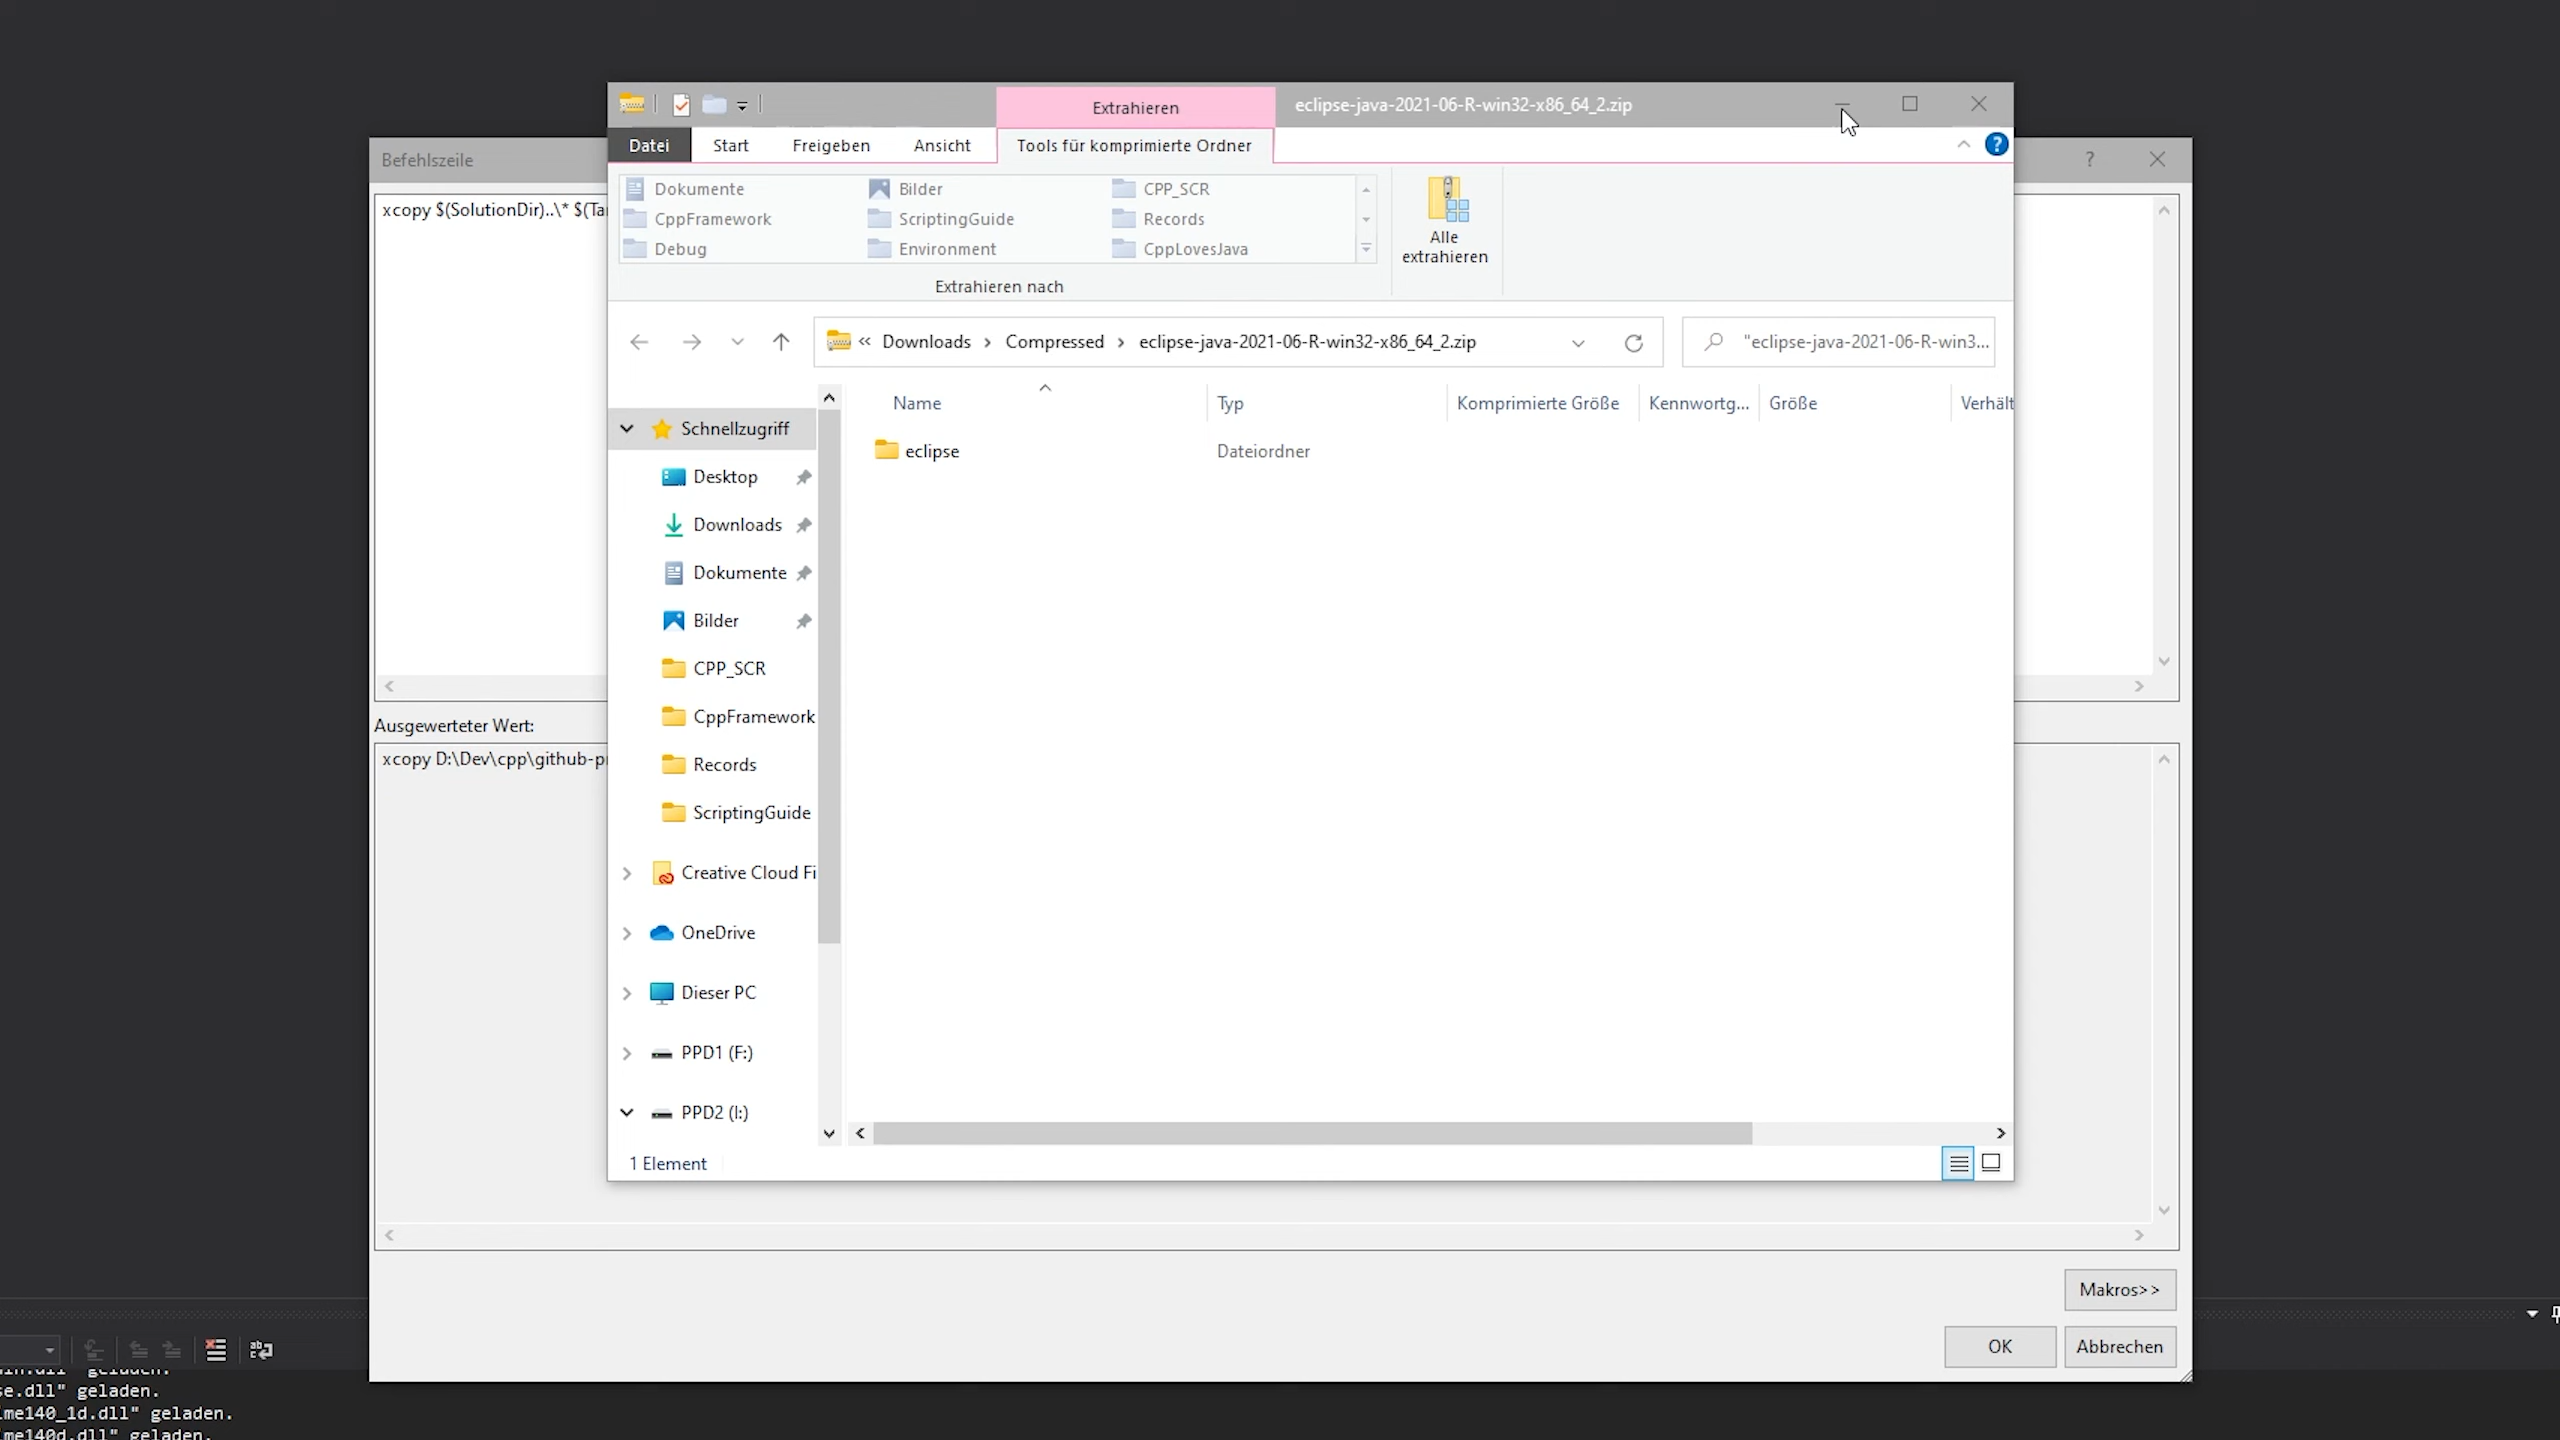 Extrahieren
eclipse-java-2021-06-R-win32-x86_64_2.zip
Datei
Start
Freigeben
Ansicht
Tools für komprimierte Ordner
?
Befehlszeile
?
xcopy $(SolutionDir)..\* $(Ta
Dokumente
Bilder
CPP_SCR
CppFramework
ScriptingGuide
Records
Debug
Environment
CppLovesJava
Alle
extrahieren
Extrahieren nach
« Downloads › Compressed › eclipse-java-2021-06-R-win32-x86_64_2.zip
"eclipse-java-2021-06-R-win3...
Name
Typ
Komprimierte Größe
Kennwortg...
Größe
Verhält
eclipse
Dateiordner
Schnellzugriff
Desktop
Downloads
Dokumente
Bilder
CPP_SCR
CppFramework
Records
ScriptingGuide
Creative Cloud Fi
OneDrive
Dieser PC
PPD1 (F:)
PPD2 (I:)
1 Element
Ausgewerteter Wert:
xcopy D:\Dev\cpp\github-p
Makros>>
OK
Abbrechen
geladen.
se.dll" geladen.
me140_1d.dll" geladen.
me140d.dll" geladen.